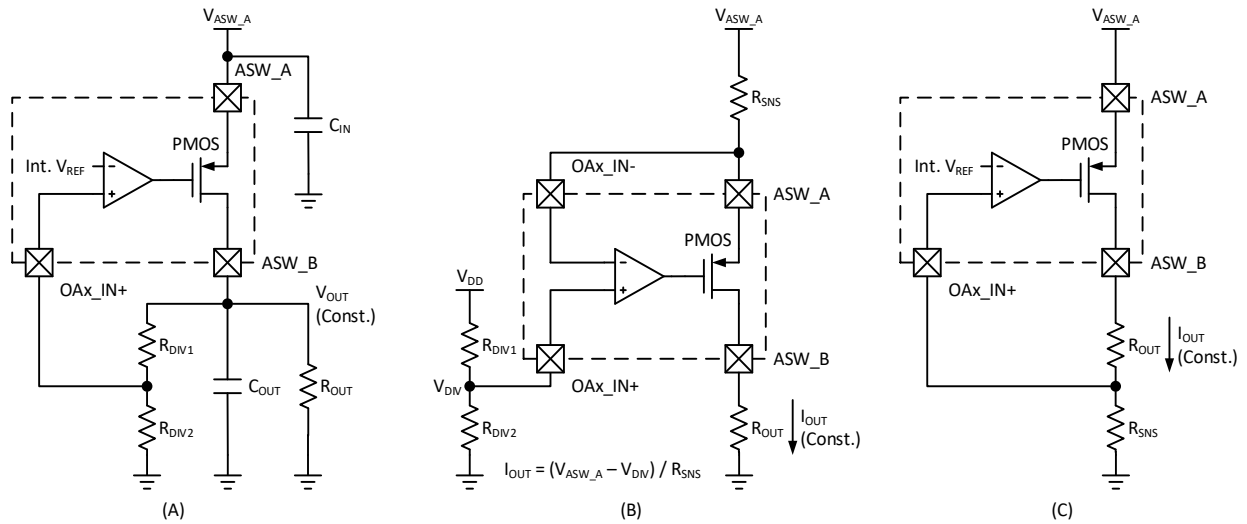 V_ASW_A
ASW_A
PMOS
C_IN
Int. V_REF
−
+
ASW_B
OAx_IN+
V_OUT
(Const.)
R_DIV1
C_OUT
R_OUT
R_DIV2
(A)
V_ASW_A
R_SNS
OAx_IN-
ASW_A
PMOS
−
+
V_DD
ASW_B
R_DIV1
OAx_IN+
V_DIV
R_DIV2
R_OUT
I_OUT
(Const.)
I_OUT = (V_ASW_A – V_DIV) / R_SNS
(B)
V_ASW_A
ASW_A
PMOS
Int. V_REF
−
+
ASW_B
OAx_IN+
R_OUT
I_OUT
(Const.)
R_SNS
(C)